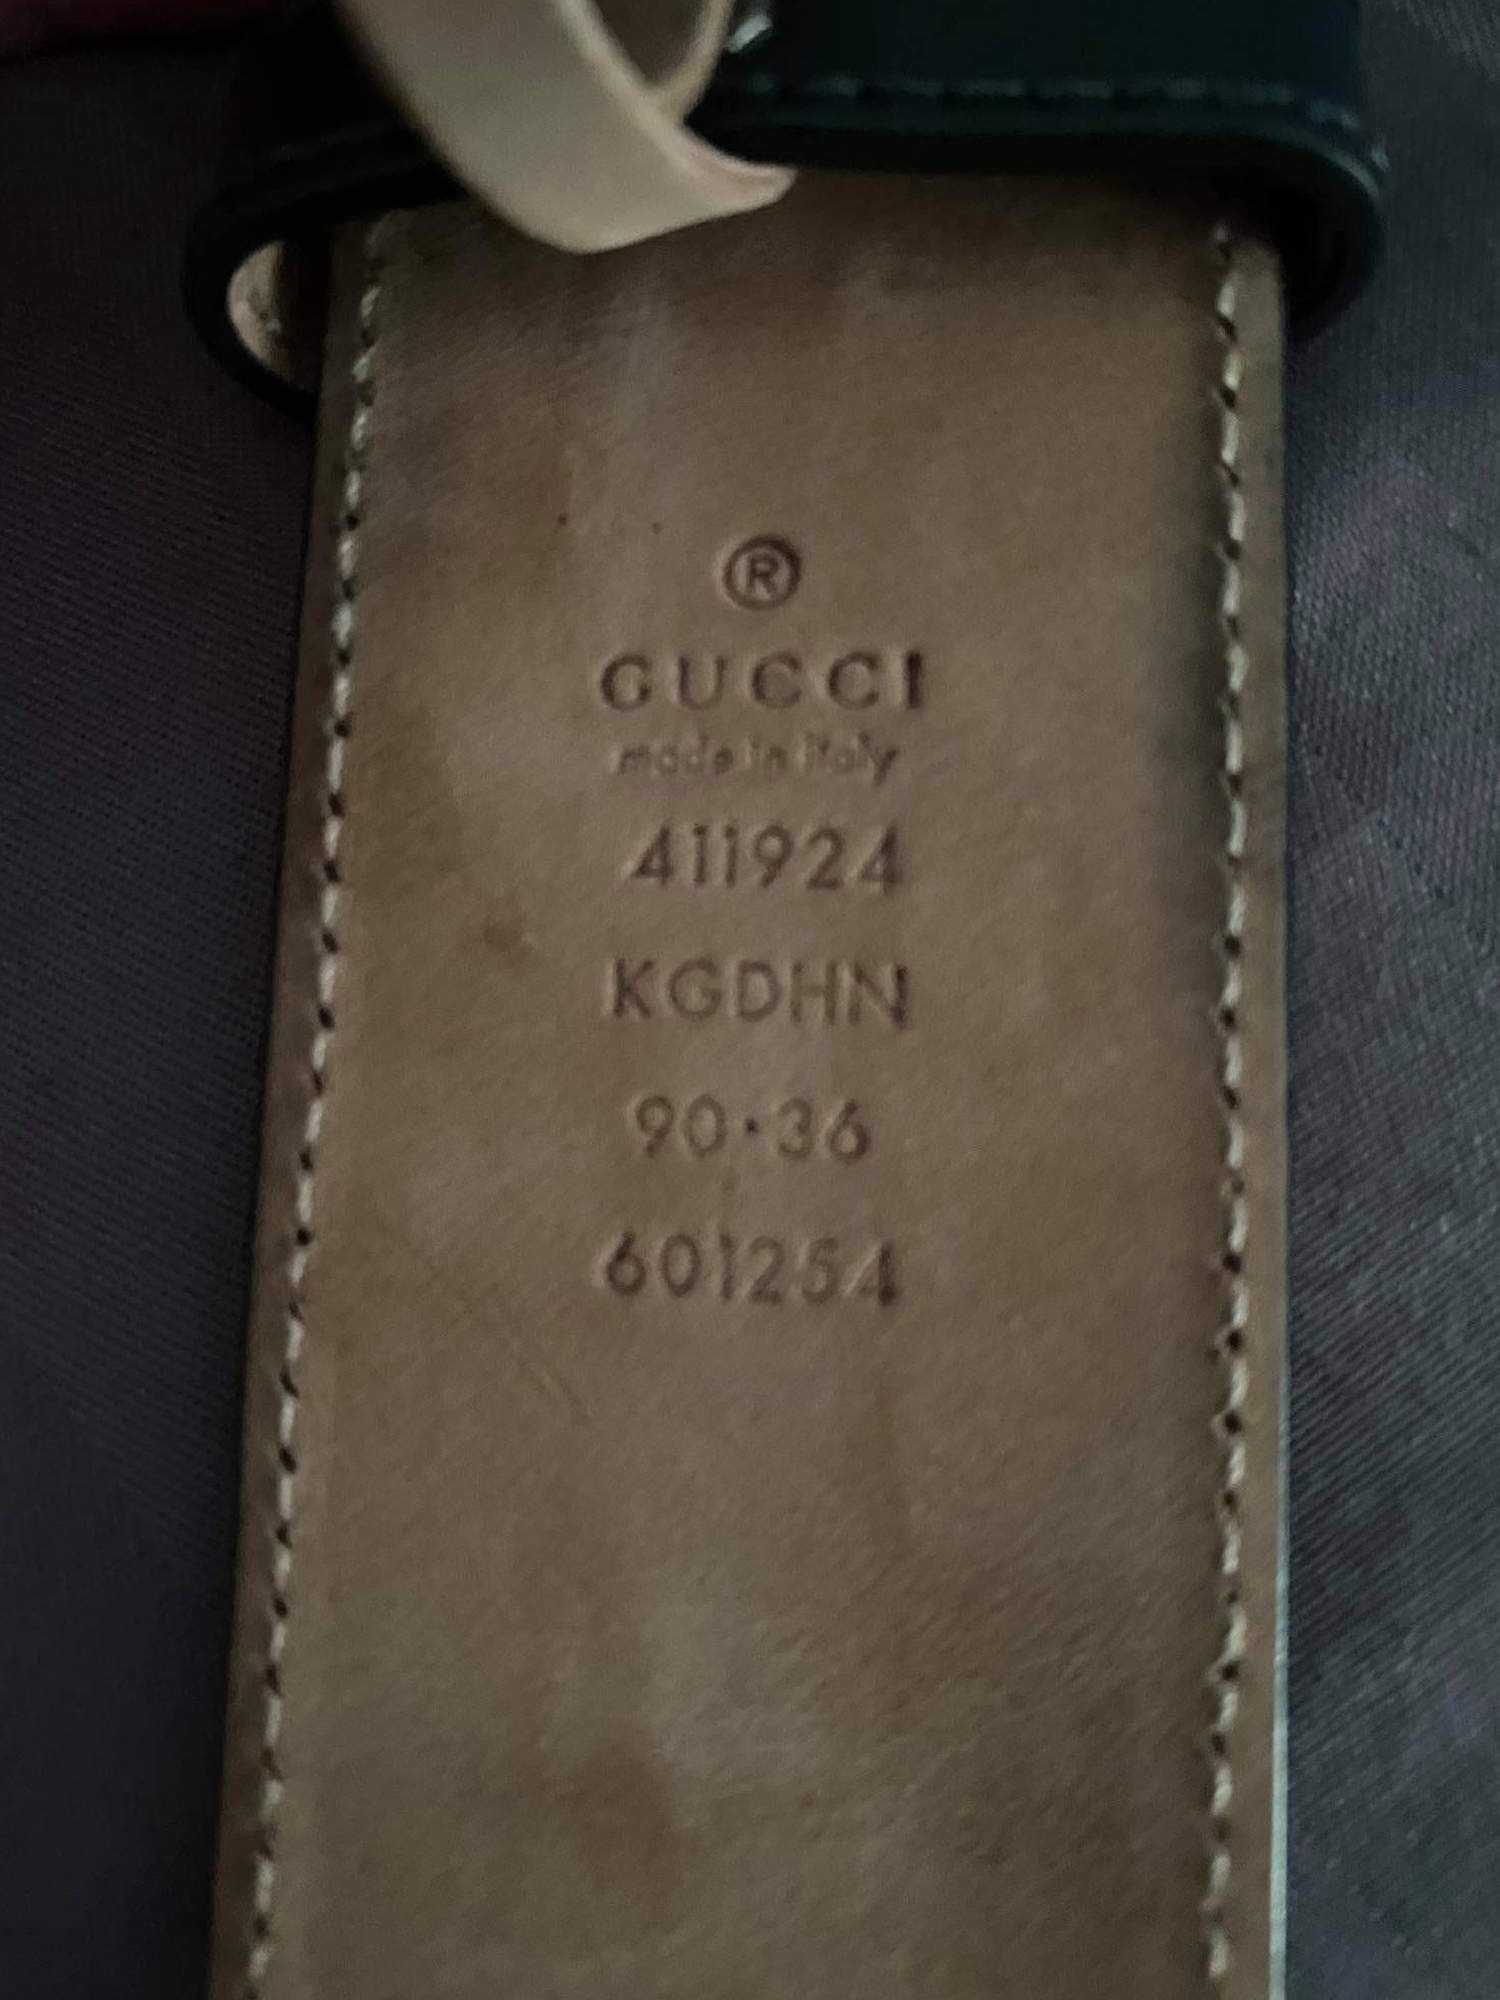 ®
GUCCI
made in italy
411924
KGDHN
90·36
601254